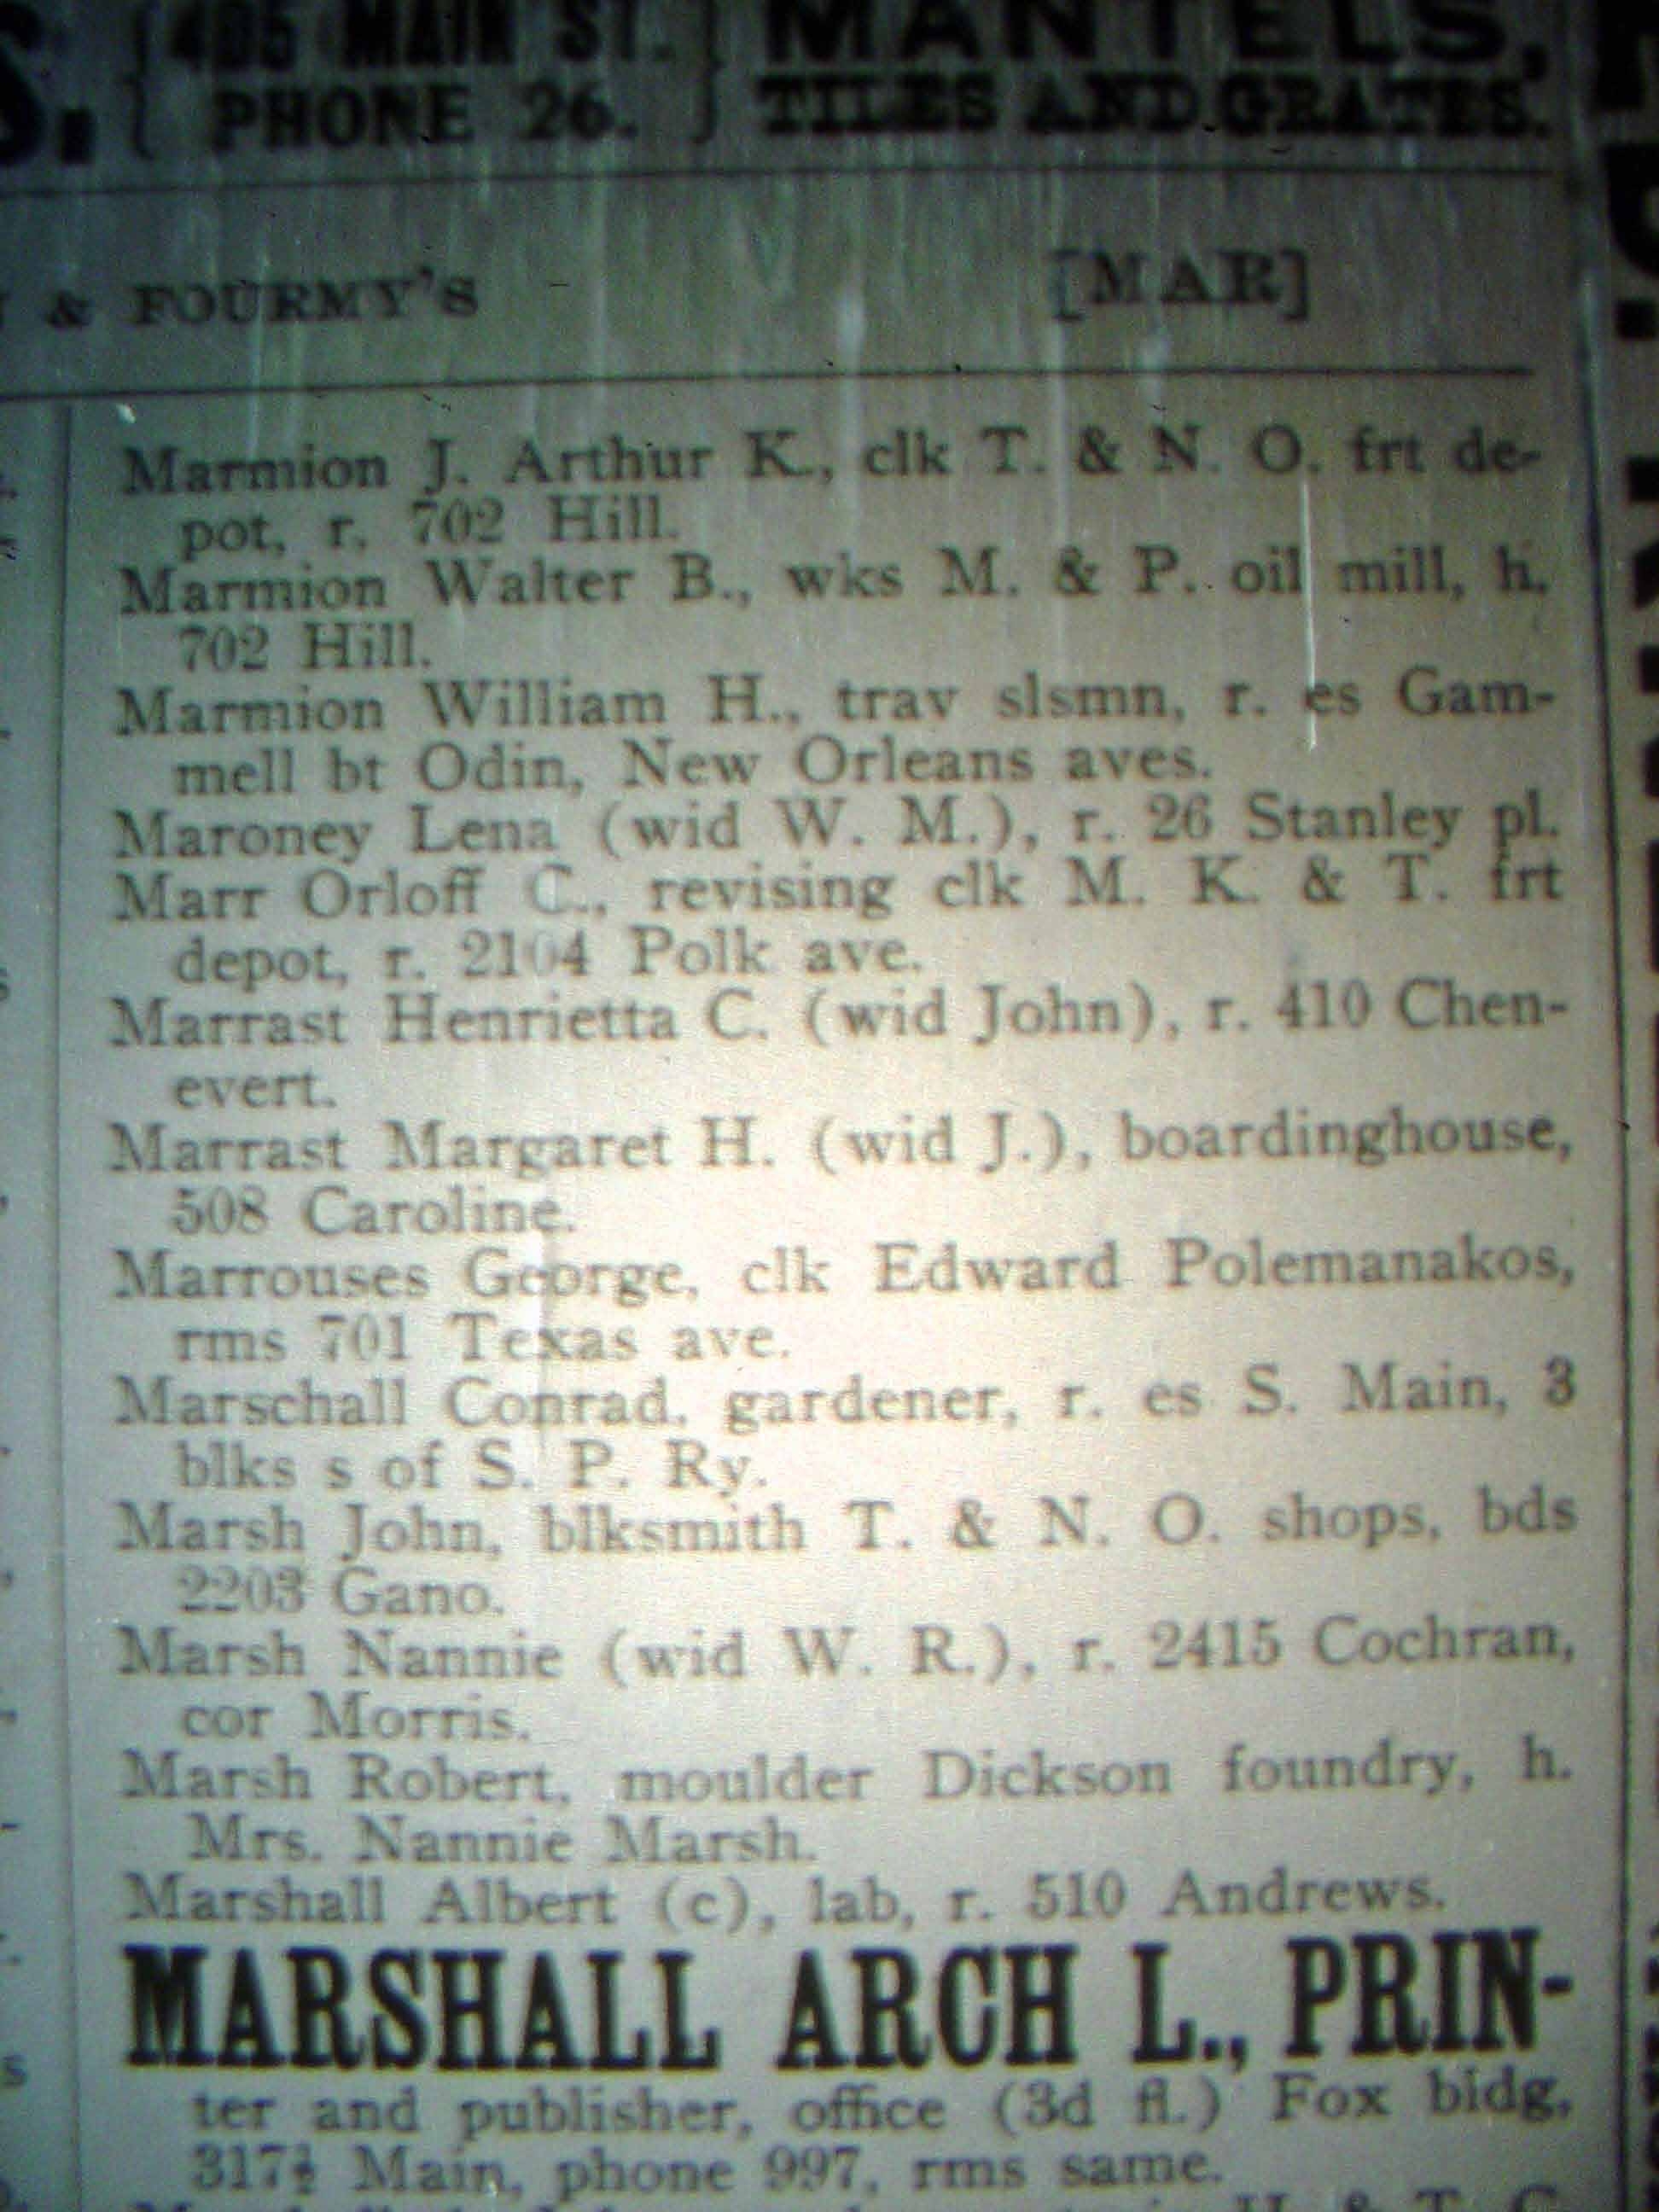 405 MAIN ST.
PHONE 26.
MANTELS,
TILES AND GRATES.
& FOURMY'S [MAR]
Marmion J. Arthur K., clk T. & N. O. frt de-
pot, r. 702 Hill.
Marmion Walter B., wks M. & P. oil mill, h.
702 Hill.
Marmion William H., trav slsmn, r. es Gam-
mell bt Odin, New Orleans aves.
Maroney Lena (wid W. M.), r. 26 Stanley pl.
Marr Orloff C., revising clk M. K. & T. frt
depot, r. 2104 Polk ave.
Marrast Henrietta C. (wid John), r. 410 Chen-
evert.
Marrast Margaret H. (wid J.), boardinghouse,
508 Caroline.
Marrouses George, clk Edward Polemanakos,
rms 701 Texas ave.
Marschall Conrad, gardener, r. es S. Main, 3
blks s of S. P. Ry.
Marsh John, blksmith T. & N. O. shops, bds
2203 Gano.
Marsh Nannie (wid W. R.), r. 2415 Cochran,
cor Morris.
Marsh Robert, moulder Dickson foundry, h.
Mrs. Nannie Marsh.
Marshall Albert (c), lab, r. 510 Andrews.
MARSHALL ARCH L., PRIN-
ter and publisher, office (3d fl.) Fox bldg,
317½ Main, phone 997, rms same.